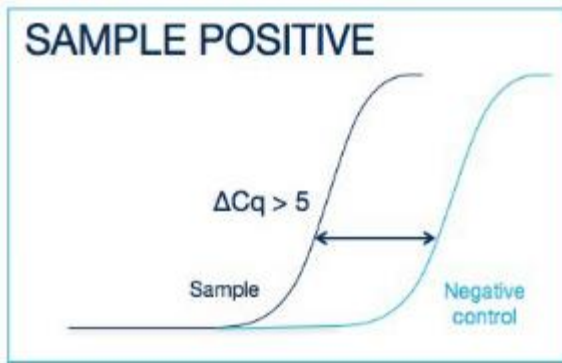 SAMPLE POSITIVE
ΔCq > 5
Sample
Negative
control